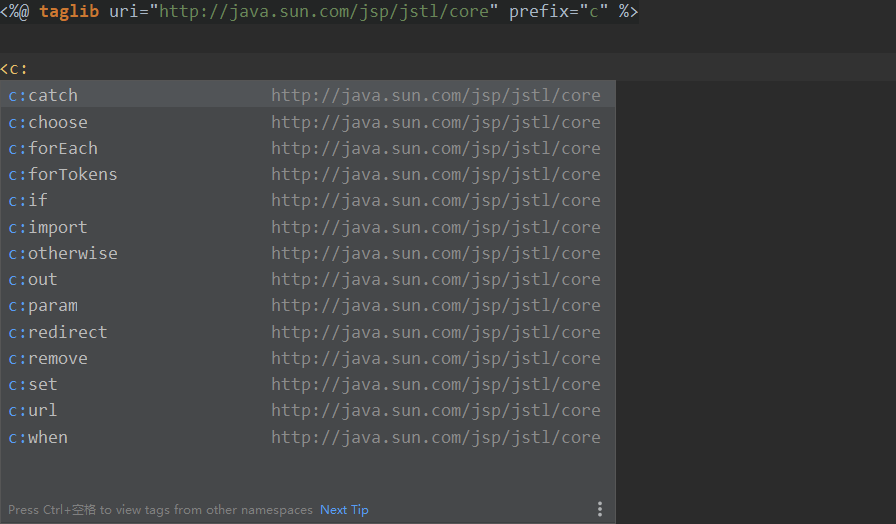 <%@ taglib uri="http://java.sun.com/jsp/jstl/core" prefix="c" %>
<c:
c:catch http://java.sun.com/jsp/jstl/core
c:choose http://java.sun.com/jsp/jstl/core
c:forEach http://java.sun.com/jsp/jstl/core
c:forTokens http://java.sun.com/jsp/jstl/core
c:if http://java.sun.com/jsp/jstl/core
c:import http://java.sun.com/jsp/jstl/core
c:otherwise http://java.sun.com/jsp/jstl/core
c:out http://java.sun.com/jsp/jstl/core
c:param http://java.sun.com/jsp/jstl/core
c:redirect http://java.sun.com/jsp/jstl/core
c:remove http://java.sun.com/jsp/jstl/core
c:set http://java.sun.com/jsp/jstl/core
c:url http://java.sun.com/jsp/jstl/core
c:when http://java.sun.com/jsp/jstl/core
Press Ctrl+空格 to view tags from other namespaces Next Tip